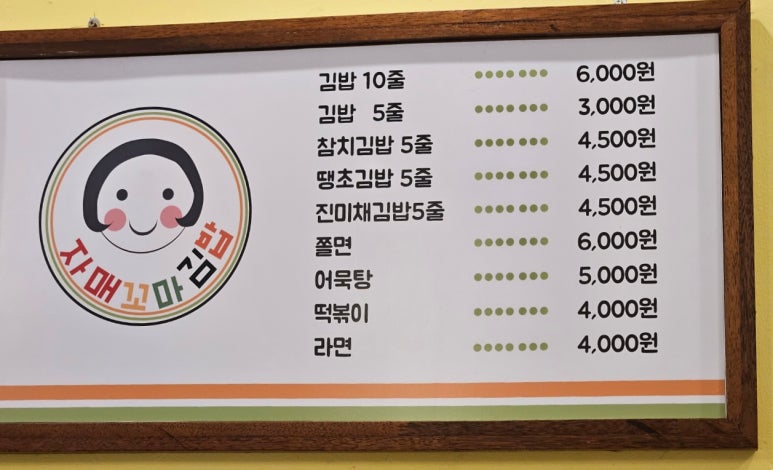 자매꼬마김밥
김밥 10줄 ●●●●●●● 6,000원
김밥 5줄 ●●●●●●● 3,000원
참치김밥 5줄 ●●●●●●● 4,500원
땡초김밥 5줄 ●●●●●●● 4,500원
진미채김밥5줄 ●●●●●●● 4,500원
쫄면 ●●●●●●● 6,000원
어묵탕 ●●●●●●● 5,000원
떡볶이 ●●●●●●● 4,000원
라면 ●●●●●●● 4,000원